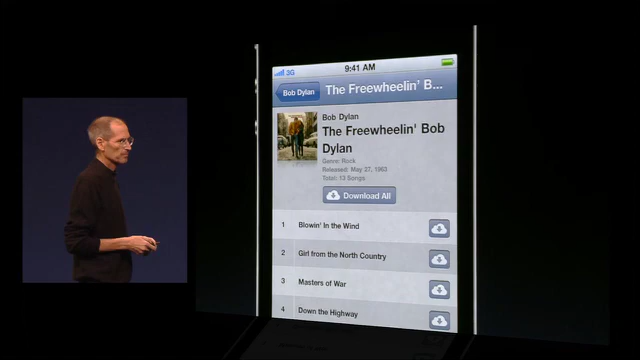 3G 9:41 AM
Bob Dylan The Freewheelin' B...
Bob Dylan
The Freewheelin' Bob
Dylan
Genre: Rock
Released: May 27, 1963
Total: 13 Songs
Download All
1 Blowin' In the Wind
2 Girl from the North Country
3 Masters of War
4 Down the Highway